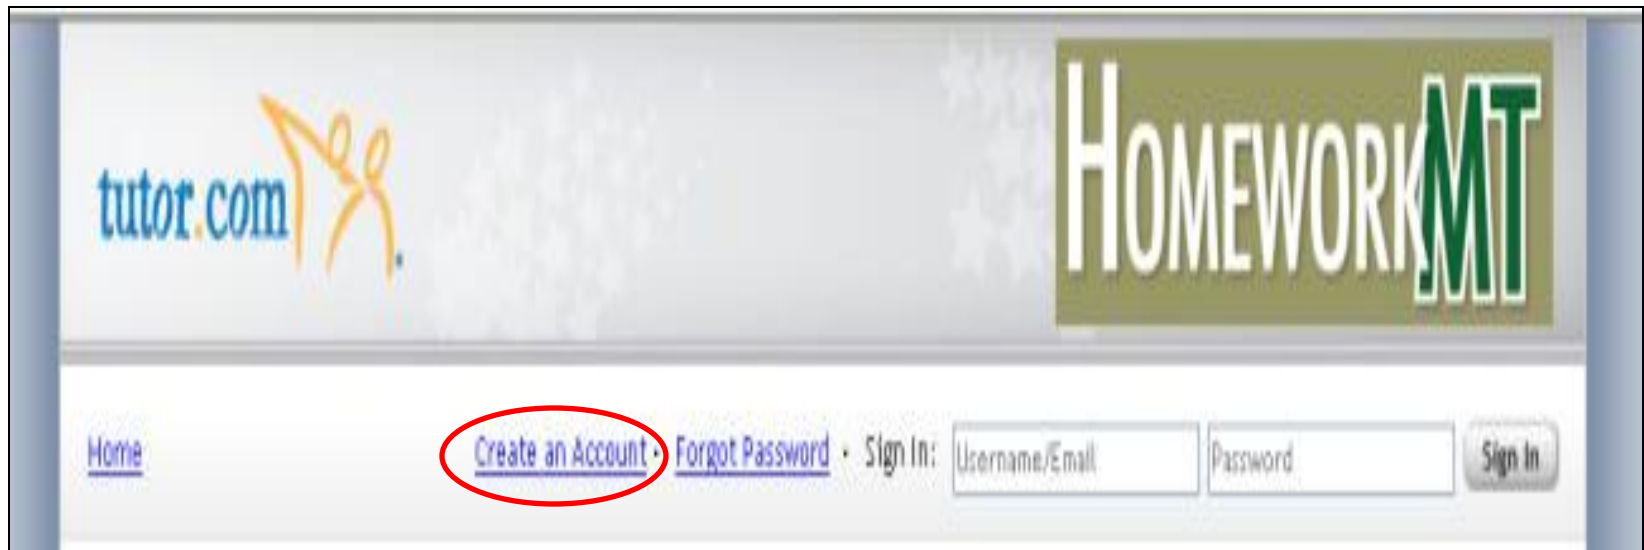 tutor.com
HOMEWORKMT
Home
Create an Account · Forgot Password · Sign In: Username/Email Password Sign In